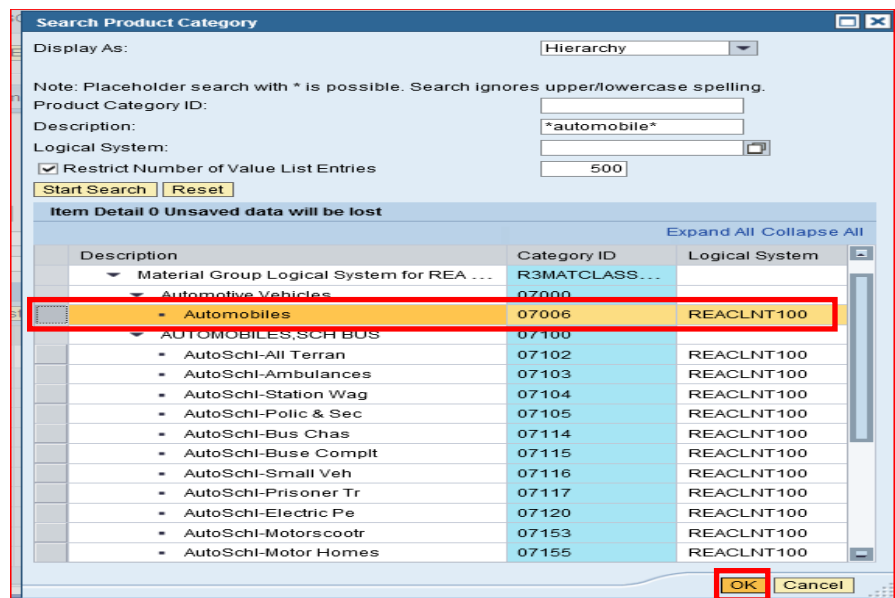 Search Product Category
Display As: Hierarchy
Note: Placeholder search with * is possible. Search ignores upper/lowercase spelling.
Product Category ID:
Description: *automobile*
Logical System:
Restrict Number of Value List Entries 500
Start Search Reset
Item Detail 0 Unsaved data will be lost
Expand All Collapse All
Description Category ID Logical System
Material Group Logical System for REA ... R3MATCLASS...
Automotive Vehicles 07000
Automobiles 07006 REACLNT100
AUTOMOBILES,SCH BUS 07100
AutoSchl-All Terran 07102 REACLNT100
AutoSchl-Ambulances 07103 REACLNT100
AutoSchl-Station Wag 07104 REACLNT100
AutoSchl-Polic & Sec 07105 REACLNT100
AutoSchl-Bus Chas 07114 REACLNT100
AutoSchl-Buse Complt 07115 REACLNT100
AutoSchl-Small Veh 07116 REACLNT100
AutoSchl-Prisoner Tr 07117 REACLNT100
AutoSchl-Electric Pe 07120 REACLNT100
AutoSchl-Motorscootr 07153 REACLNT100
AutoSchl-Motor Homes 07155 REACLNT100
OK Cancel